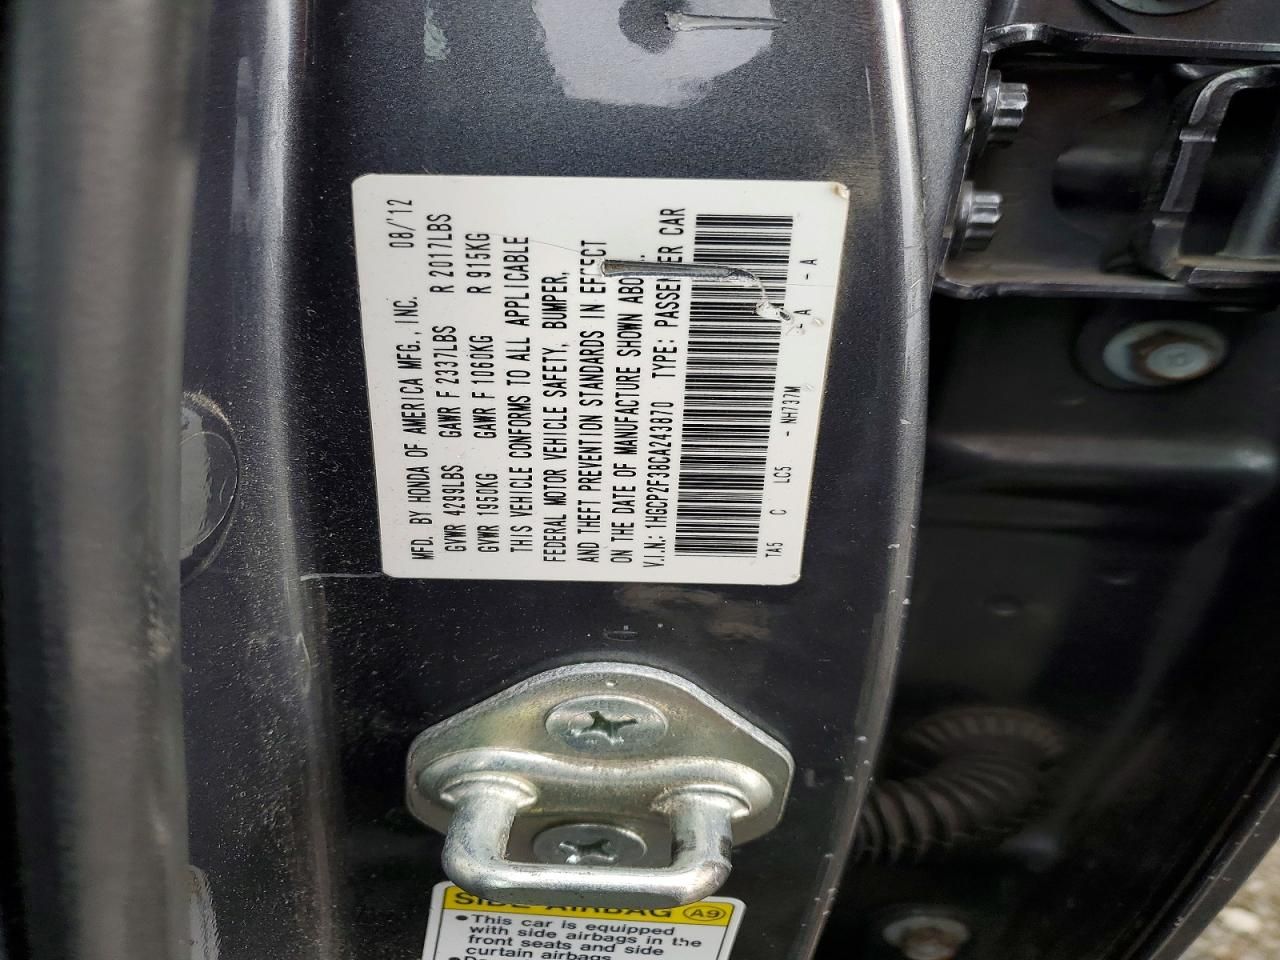 MFD. BY HONDA OF AMERICA MFG., INC. 08/'12
GVWR 4299LBS GAWR F 2337LBS R 2017LBS
GVWR 1950KG GAWR F 1060KG R 915KG
THIS VEHICLE CONFORMS TO ALL APPLICABLE
FEDERAL MOTOR VEHICLE SAFETY, BUMPER,
AND THEFT PREVENTION STANDARDS IN EFFECT
ON THE DATE OF MANUFACTURE SHOWN
V.I.N.: 1HGCP2F38CA243870 TYPE: PASSENGER CAR
TA5 C LC5 - NH737M - A - A
SIDE AIRBAG A9
• This car is equipped
with side airbags in the
front seats and side
curtain airbags.